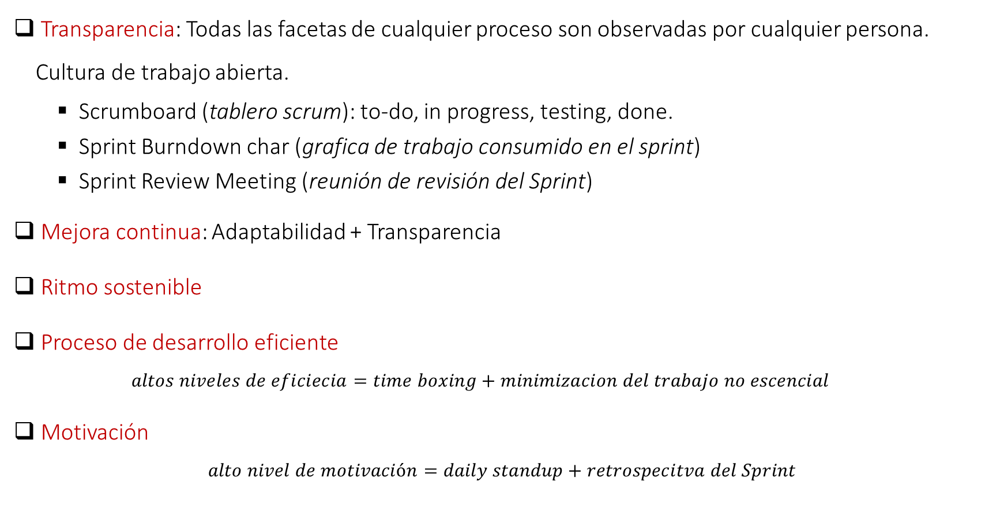 Transparencia: Todas las facetas de cualquier proceso son observadas por cualquier persona.
Cultura de trabajo abierta.
Scrumboard (tablero scrum): to-do, in progress, testing, done.
Sprint Burndown char (grafica de trabajo consumido en el sprint)
Sprint Review Meeting (reunión de revisión del Sprint)
Mejora continua: Adaptabilidad + Transparencia
Ritmo sostenible
Proceso de desarrollo eficiente
altos niveles de eficiecia = time boxing + minimizacion del trabajo no escencial
Motivación
alto nivel de motivación = daily standup + retrospecitva del Sprint